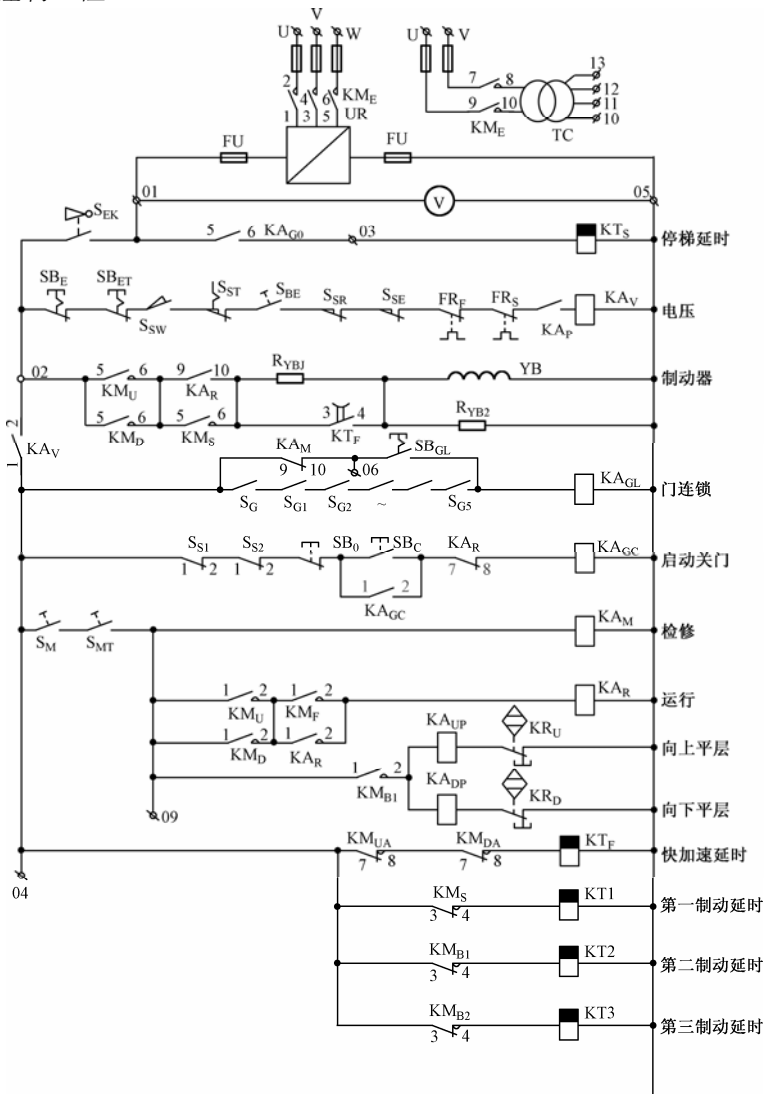 V
U W U V
13
7 8 12
2 4 6 KME 9 10 11
1 3 5 UR KME 10
TC
FU FU
01 V 05
SEK
5 6 KAG0 03 KTS 停梯延时
SBE SBET SST SBE SSR SSE FRF FRS KAV 电压
SSW KAP
02 5 6 9 10 RYBJ YB 制动器
KMU KAR
5 6 5 6 3 4 RYB2
KMD KMS KTF
2
1 KAV
KAM SBGL
9 10 06
KAGL 门连锁
SG SG1 SG2 ~ SG5
SS1 SS2 SB0 SBC KAR KAGC 启动关门
1 2 1 2 7 8
1 2
KAGC
KAM 检修
SM SMT
1 2 1 2 KAR 运行
KMU KMF
1 2 1 2 KAUP KRU 向上平层
KMD KAR
1 2 KADP KRD
KMB1
09 向下平层
KMUA KMDA KTF 快加速延时
7 8 7 8
04
KMS KT1 第一制动延时
3 4
KMB1 KT2 第二制动延时
3 4
KMB2 KT3 第三制动延时
3 4